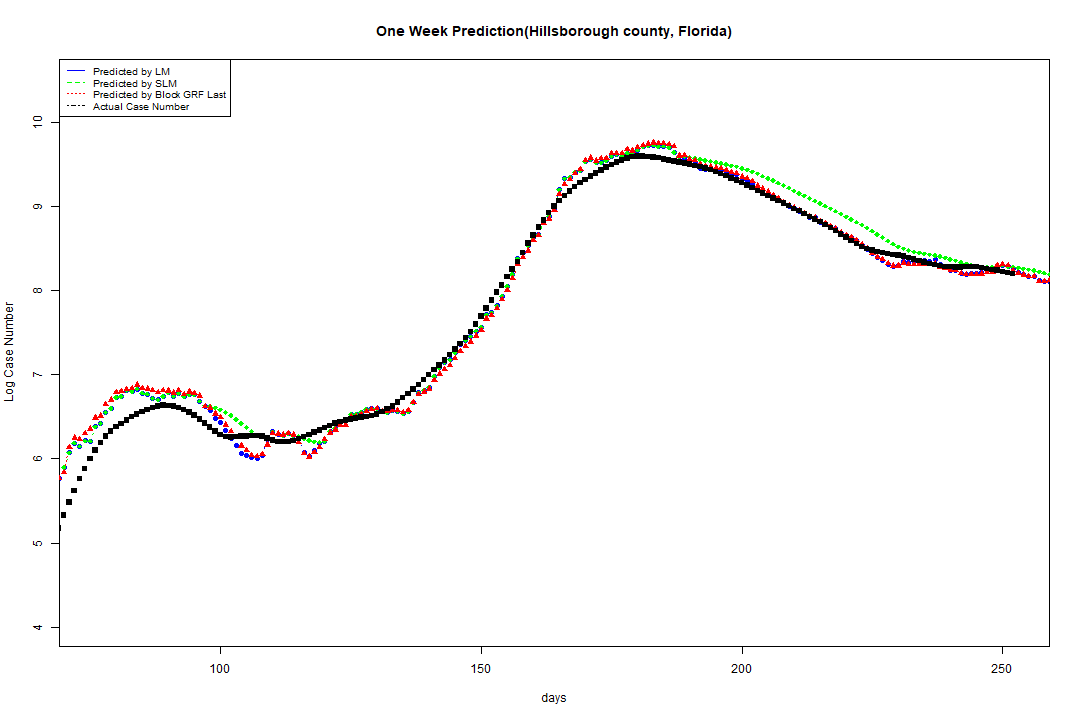 One Week Prediction(Hillsborough county, Florida)
Predicted by LM
Predicted by SLM
Predicted by Block GRF Last
Actual Case Number
10
9
8
7
6
5
4
Log Case Number
100
150
200
250
days